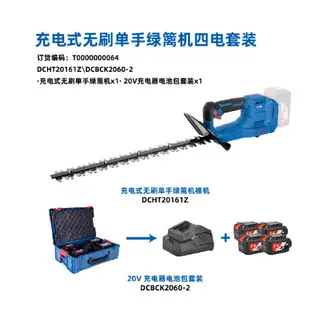 充电式无刷单手绿篱机四电套装
订货编码：T0000000064
DCHT20161Z\DCBCK2060-2
·充电式无刷单手绿篱机x1· 20V充电器电池包套装x1
充电式无刷单手绿篱机裸机
DCHT20161Z
+
20V 充电器电池包套装
DCBCK2060-2